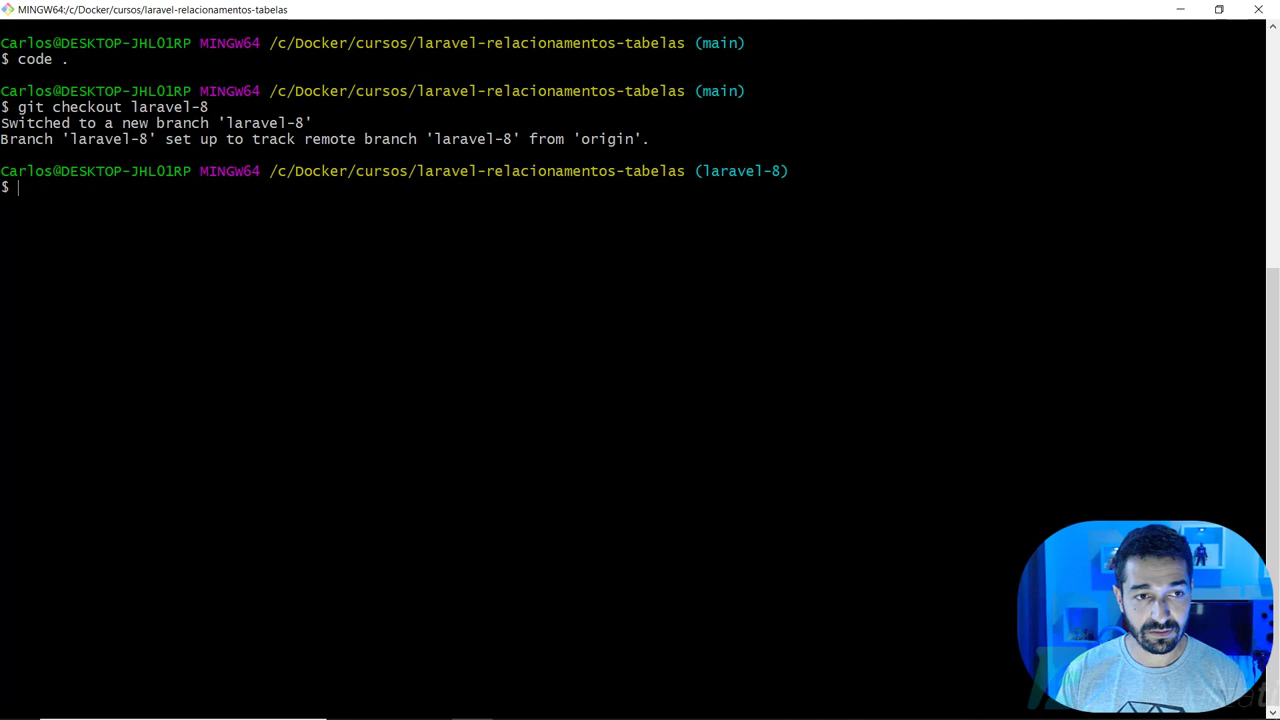 MINGW64:/c/Docker/cursos/laravel-relacionamentos-tabelas
Carlos@DESKTOP-JHL01RP MINGW64 /c/Docker/cursos/laravel-relacionamentos-tabelas (main)
$ code .
Carlos@DESKTOP-JHL01RP MINGW64 /c/Docker/cursos/laravel-relacionamentos-tabelas (main)
$ git checkout laravel-8
Switched to a new branch 'laravel-8'
Branch 'laravel-8' set up to track remote branch 'laravel-8' from 'origin'.
Carlos@DESKTOP-JHL01RP MINGW64 /c/Docker/cursos/laravel-relacionamentos-tabelas (laravel-8)
$